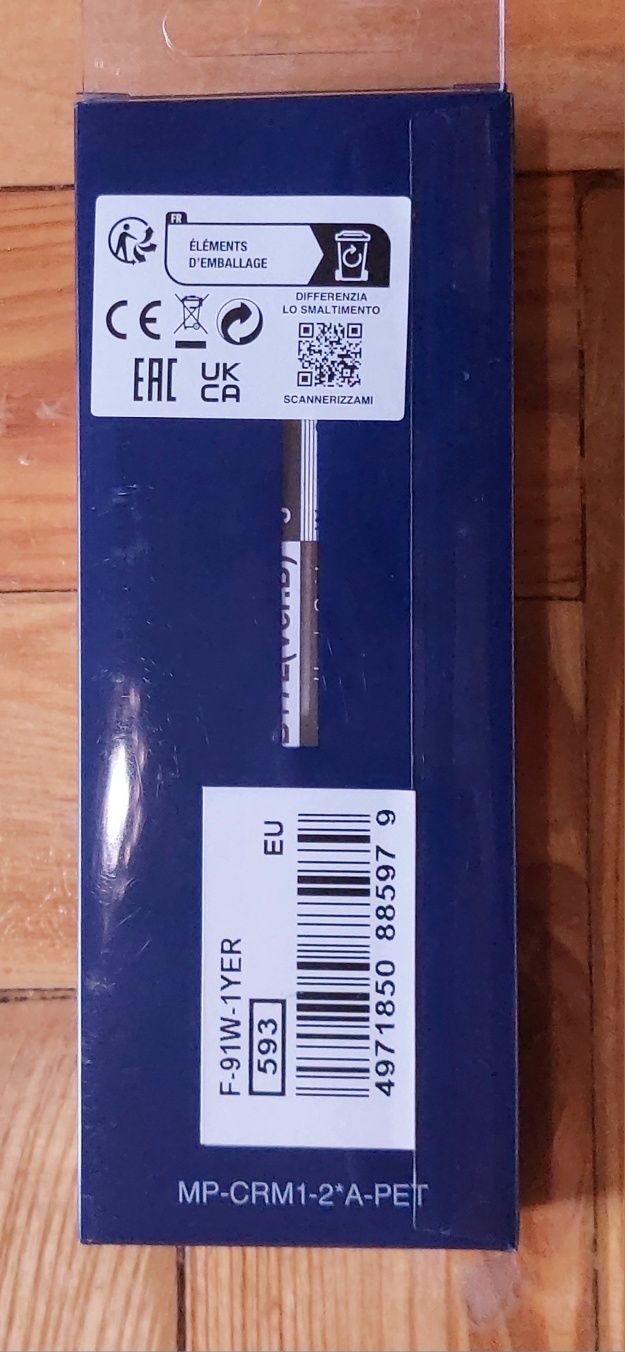 FR
ÉLÉMENTS
D'EMBALLAGE
DIFFERENZIA
LO SMALTIMENTO
CE
EAC
UK
CA
SCANNERIZZAMI
F-91W-1YER
EU
593
4971850 88597 9
MP-CRM1-2*A-PET